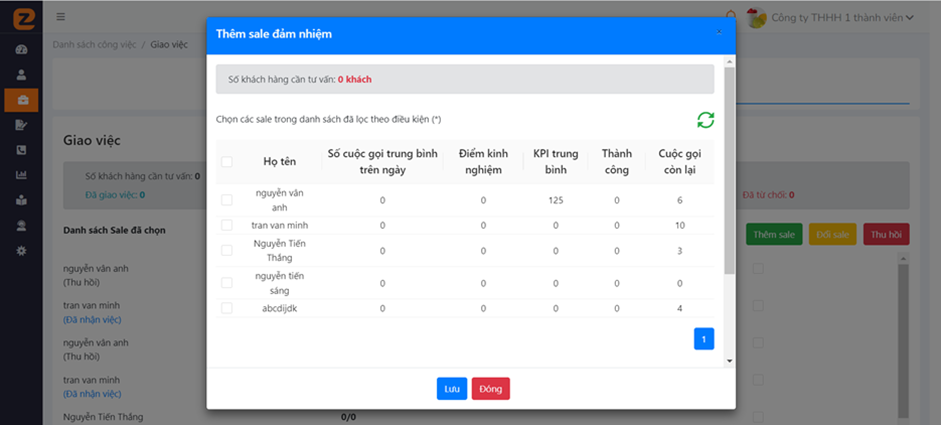 Z
Công ty THHH 1 thành viên
Danh sách công việc / Giao việc
Thêm sale đảm nhiệm
×
Số khách hàng cần tư vấn: 0 khách
Chọn các sale trong danh sách đã lọc theo điều kiện (*)
Họ tên
Số cuộc gọi trung bình
trên ngày
Điểm kinh
nghiệm
KPI trung
bình
Thành
công
Cuộc gọi
còn lại
nguyễn vân
anh
0 0 125 0 6
tran van minh 0 0 0 0 10
Nguyễn Tiến
Thắng
0 0 0 0 3
nguyễn tiến
sáng
0 0 0 0 0
abcdijdk 0 0 0 0 4
1
Lưu Đóng
Giao việc
Số khách hàng cần tư vấn: 0
Đã giao việc: 0
Đã từ chối: 0
Danh sách Sale đã chọn
Thêm sale Đổi sale Thu hồi
nguyễn vân anh
(Thu hồi)
tran van minh
(Đã nhận việc)
nguyễn vân anh
(Thu hồi)
tran van minh
(Đã nhận việc)
Nguyễn Tiến Thắng 0/0